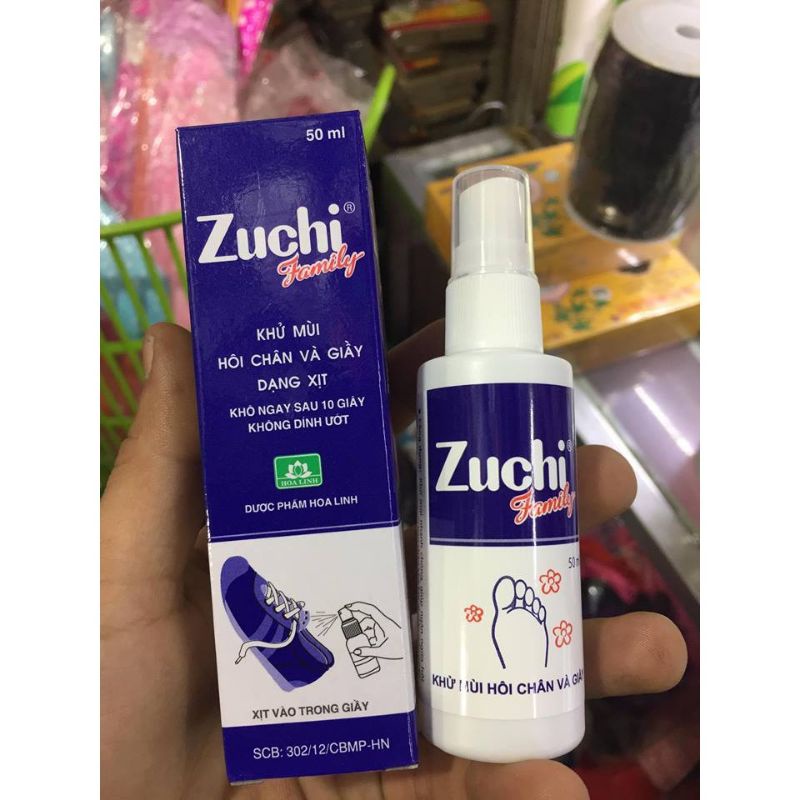 50 ml
Zuchi®
Family
KHỬ MÙI
HÔI CHÂN VÀ GIẦY
DẠNG XỊT
KHÔ NGAY SAU 10 GIÂY
KHÔNG DÍNH ƯỚT
HOA LINH
DƯỢC PHẨM HOA LINH
XỊT VÀO TRONG GIẦY
SCB: 302/12/CBMP-HN
Zuchi®
Family
50 m
KHỬ MÙI HÔI CHÂN VÀ GIẦY